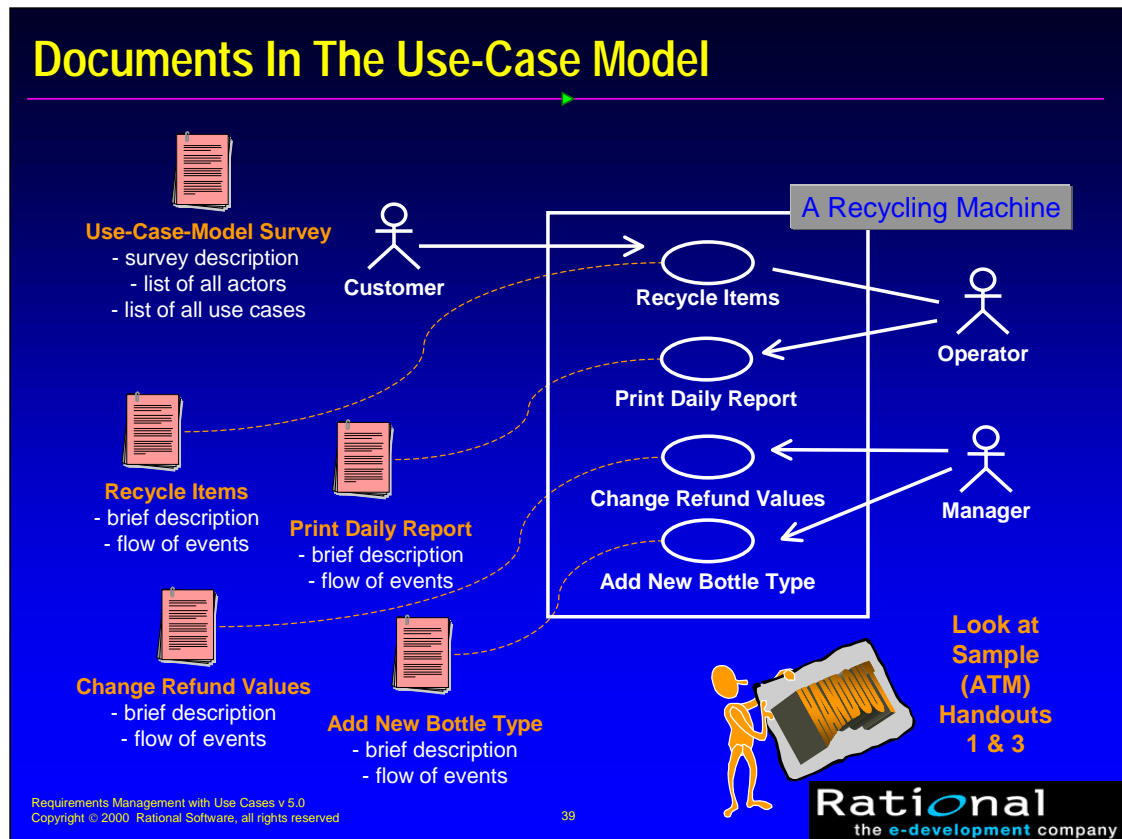 Documents In The Use-Case Model
Use-Case-Model Survey
- survey description
- list of all actors
- list of all use cases
Customer
A Recycling Machine
Recycle Items
Print Daily Report
Change Refund Values
Add New Bottle Type
Operator
Manager
Recycle Items
- brief description
- flow of events
Print Daily Report
- brief description
- flow of events
Change Refund Values
- brief description
- flow of events
Add New Bottle Type
- brief description
- flow of events
Look at
Sample
(ATM)
Handouts
1 & 3
Requirements Management with Use Cases v 5.0
Copyright © 2000 Rational Software, all rights reserved
39
Rational
the e-development company